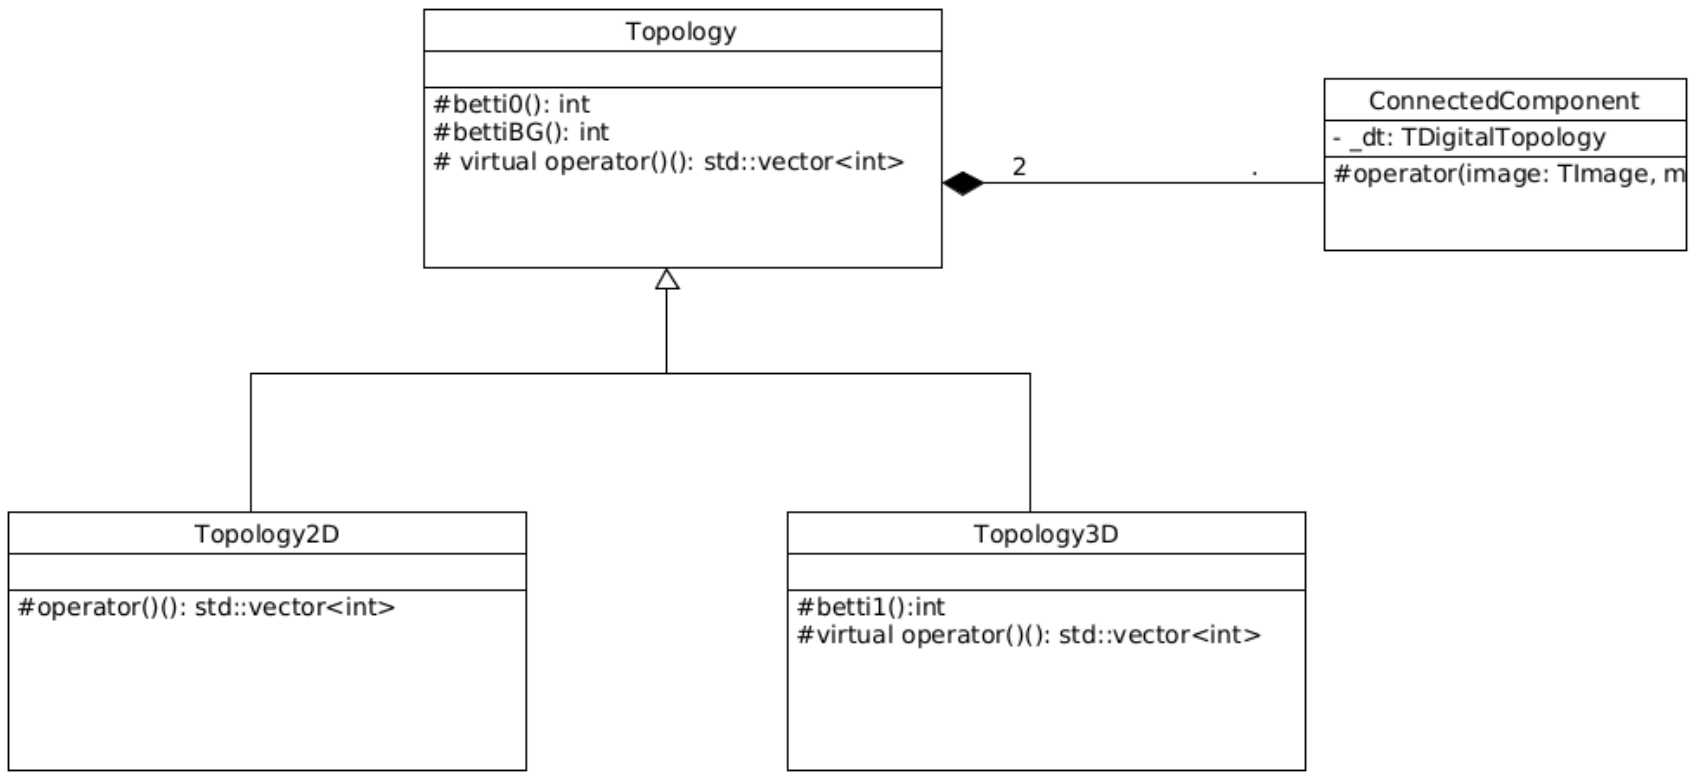 Topology
#betti0(): int
#bettiBG(): int
# virtual operator()(): std::vector<int>
2
.
ConnectedComponent
- _dt: TDigitalTopology
#operator(image: TImage, m
Topology2D
#operator()(): std::vector<int>
Topology3D
#betti1():int
#virtual operator()(): std::vector<int>